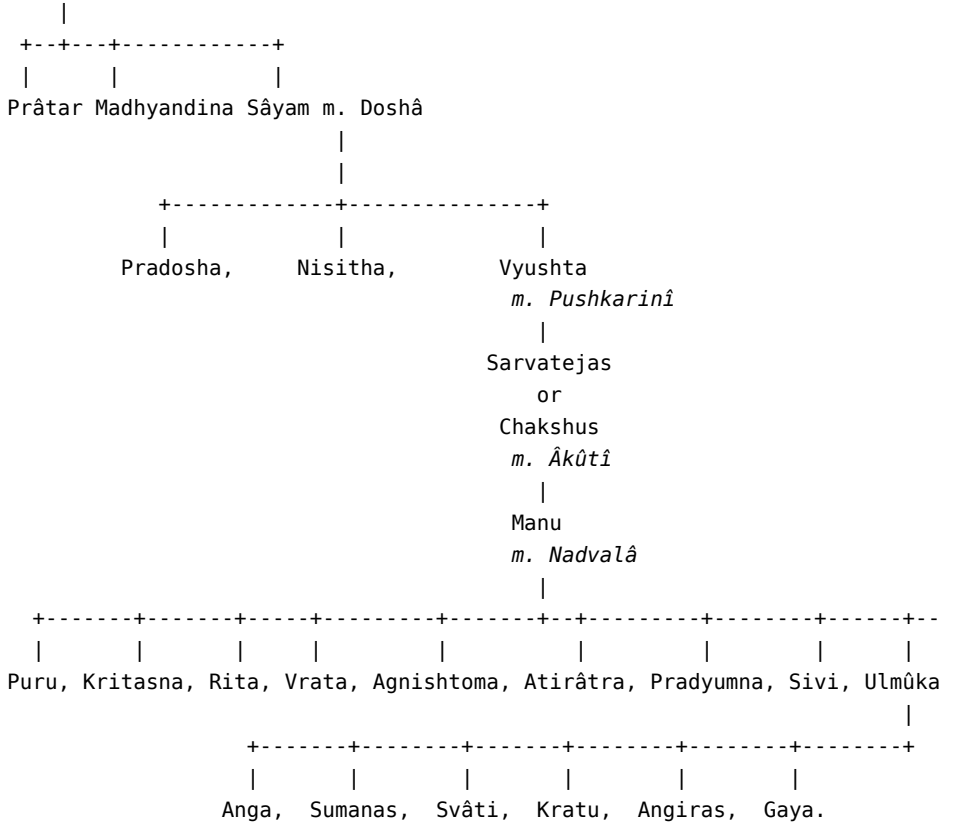 Prâtar Madhyandina Sâyam m. Doshâ
Pradosha, Nisitha, Vyushta
m. Pushkarinî
Sarvatejas
or
Chakshus
m. Âkûtî
Manu
m. Nadvalâ
Puru, Kritasna, Rita, Vrata, Agnishtoma, Atirâtra, Pradyumna, Sivi, Ulmûka
Anga, Sumanas, Svâti, Kratu, Angiras, Gaya.